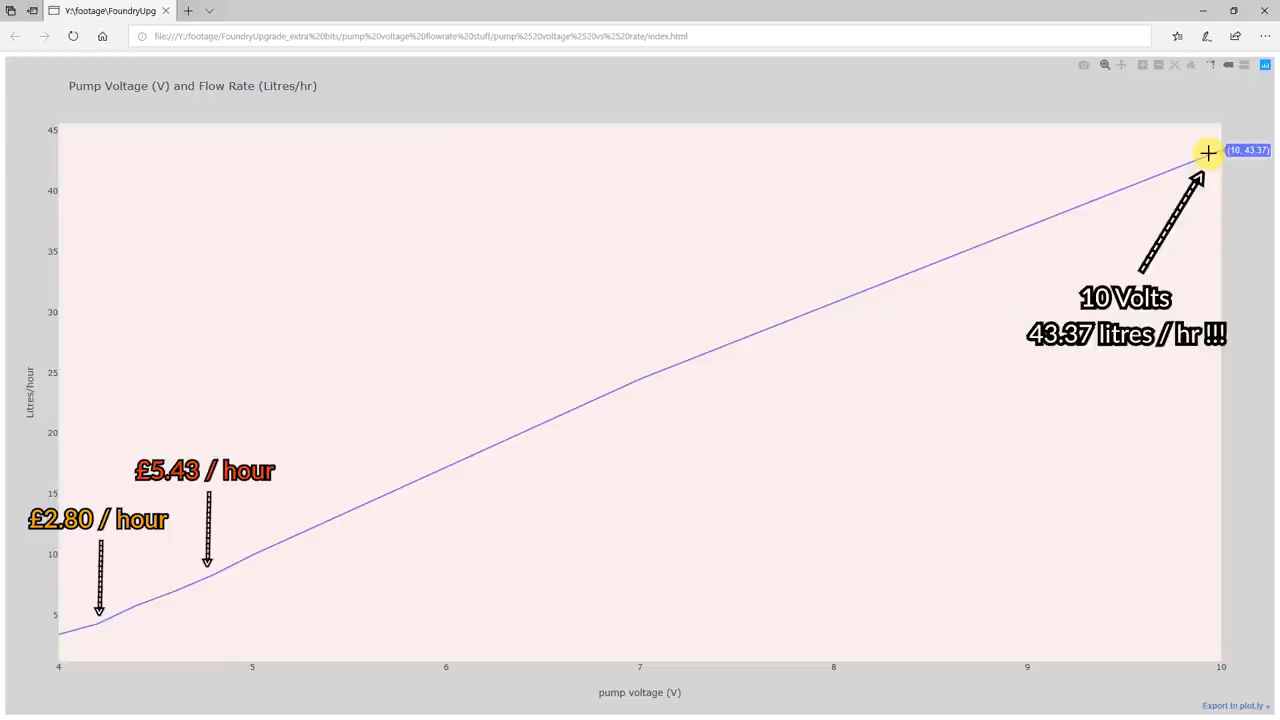 Y:\footage\FoundryUpg
file:///Y:/footage/FoundryUpgrade_extra%20bits/pump%20voltage%20flowrate%20stuff/pump%2520voltage%2520vs%2520rate/index.html
Pump Voltage (V) and Flow Rate (Litres/hr)
45
(10, 43.37)
40
35
10 Volts
30
43.37 litres / hr !!!
25
Litres/hour
20
£5.43 / hour
15
£2.80 / hour
10
5
4 5 6 7 8 9 10
pump voltage (V)
Export to plot.ly »